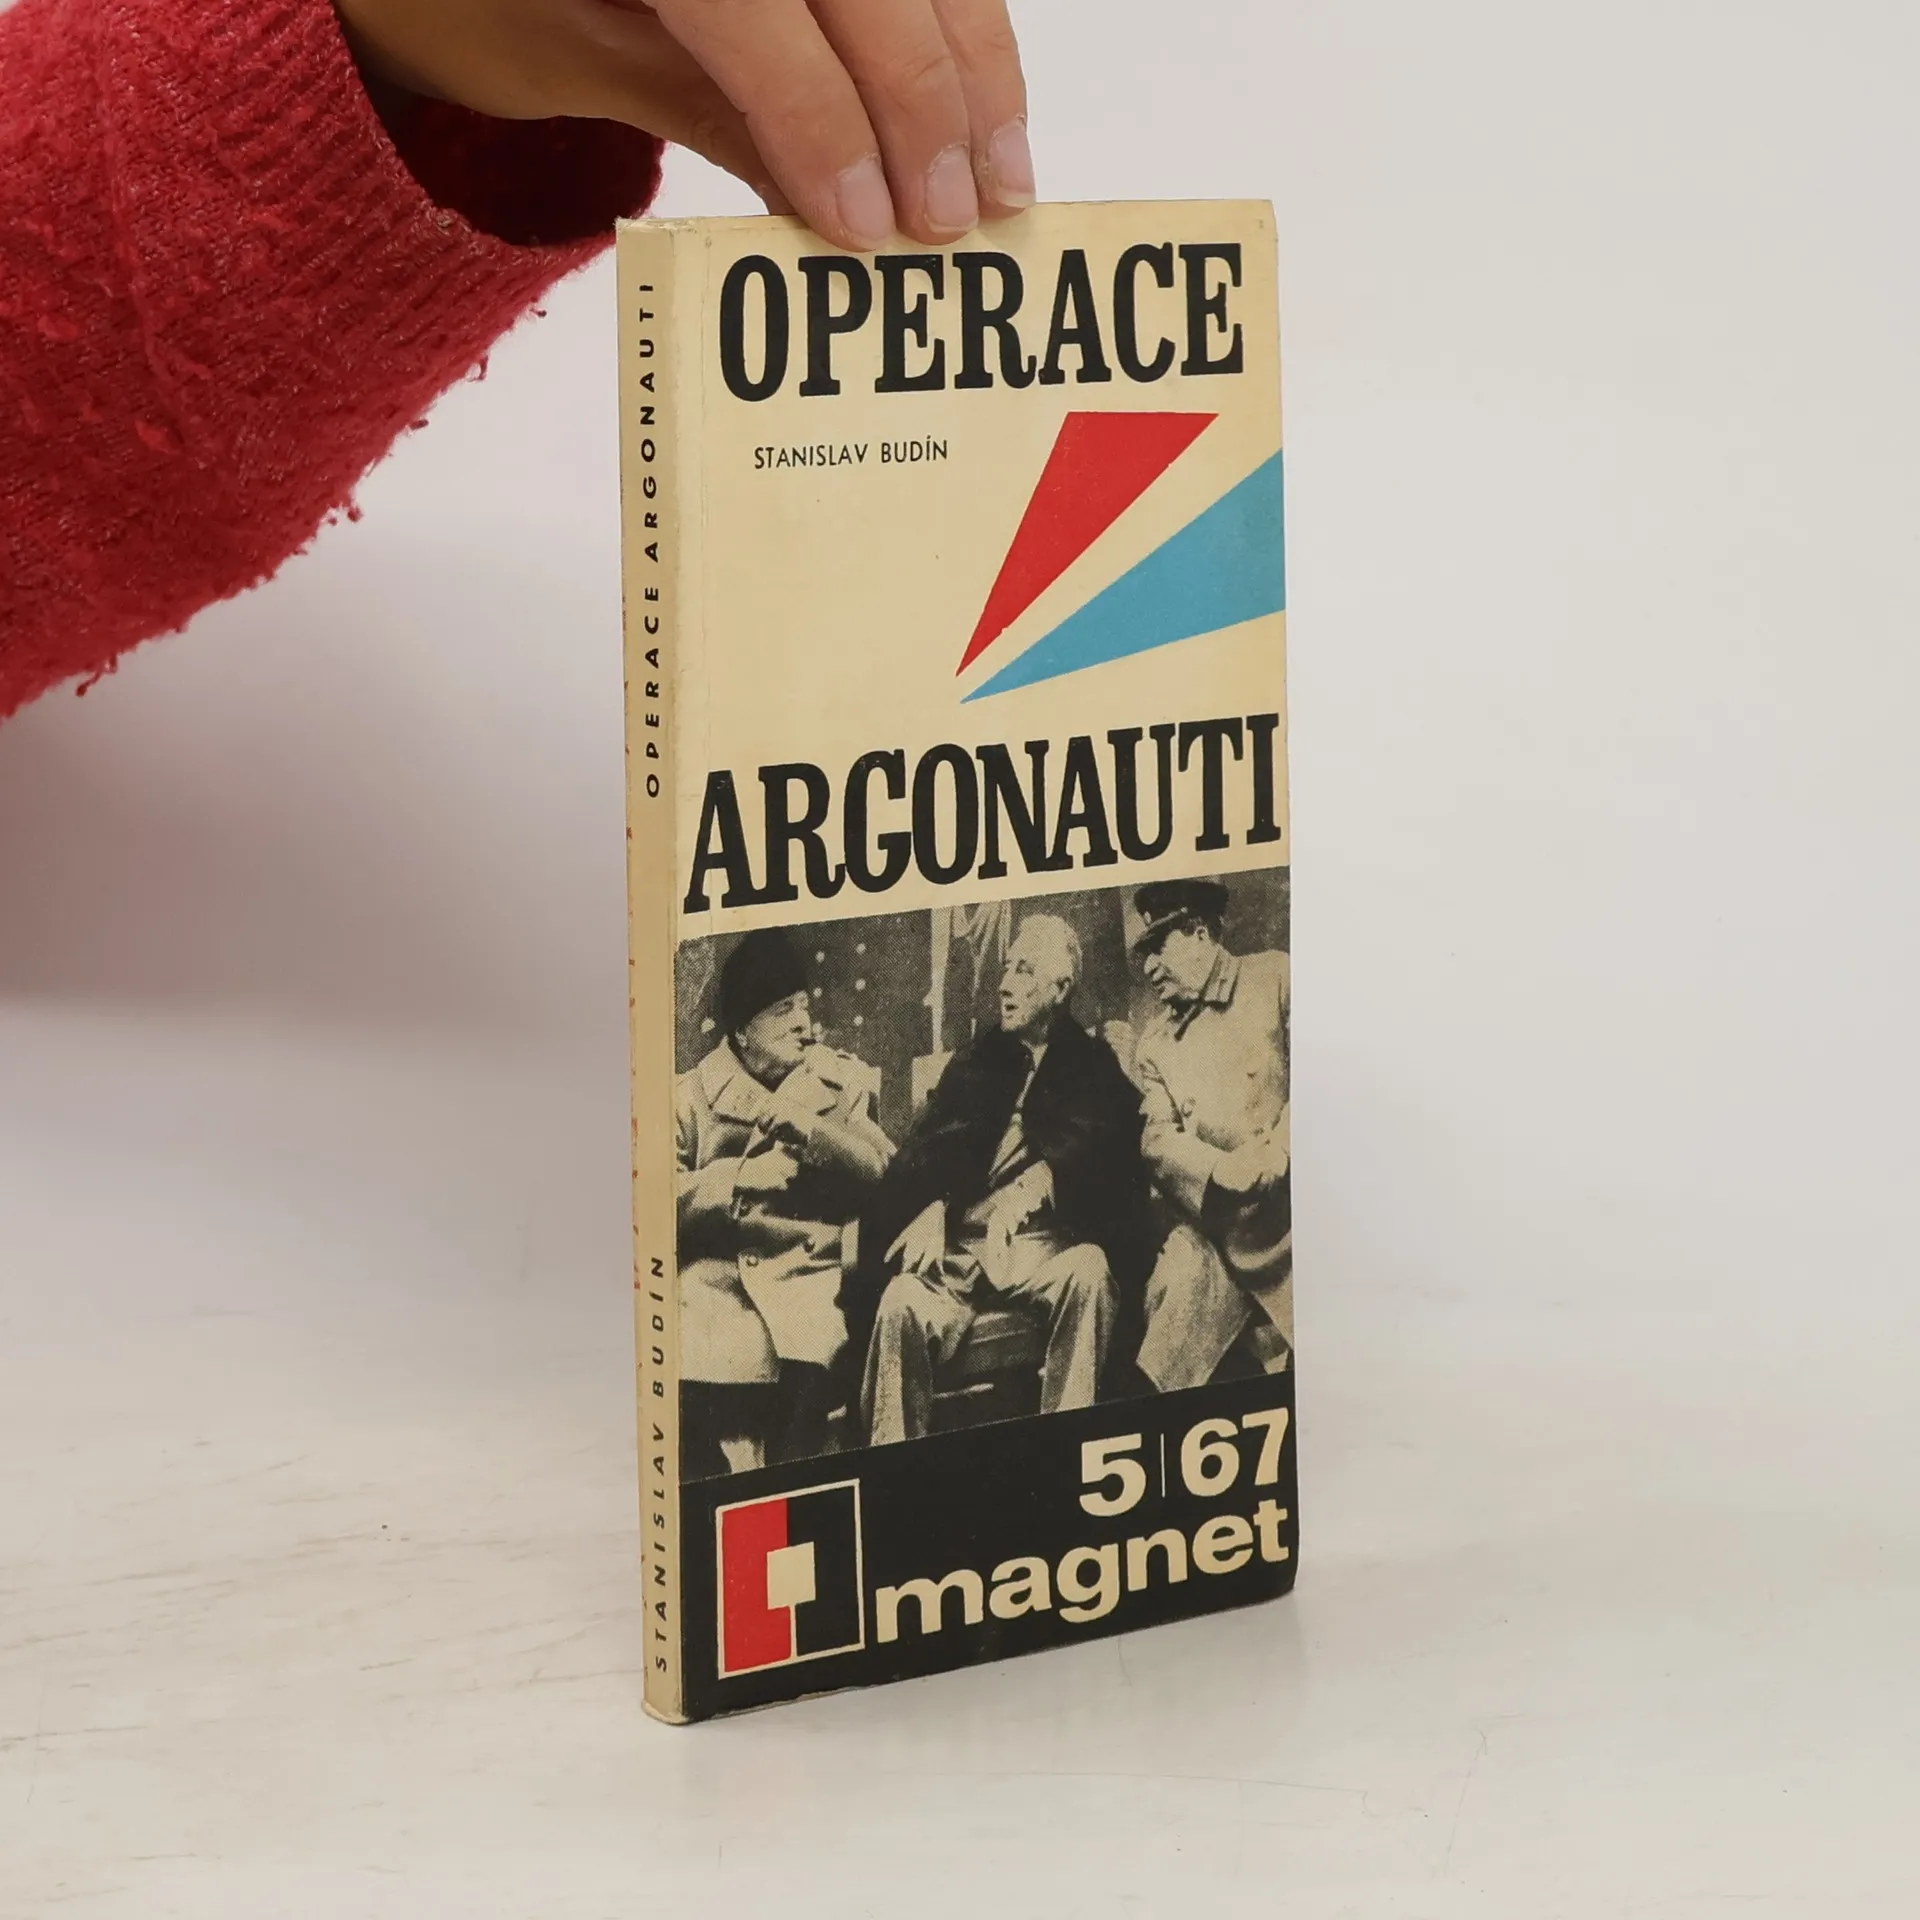 OPERACE
STANISLAV BUDÍN
ARGONAUTI
5|67
magnet
OPERACE ARGONAUTI
STANISLAV BUDÍN